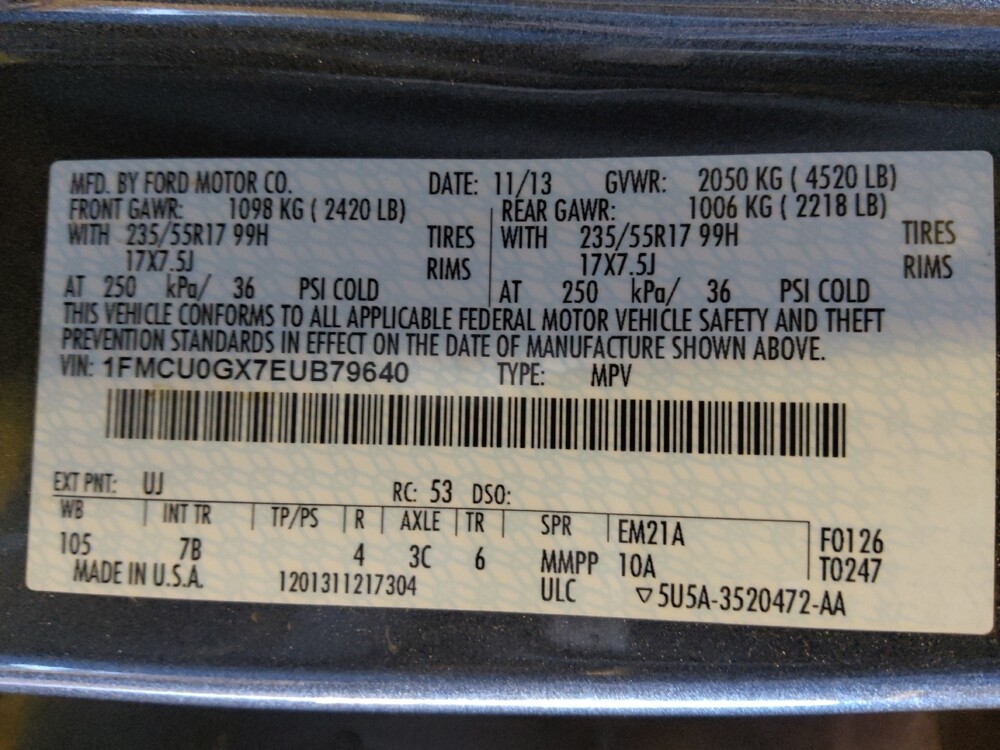 MFD. BY FORD MOTOR CO. DATE: 11/13 GVWR: 2050 KG ( 4520 LB)
FRONT GAWR: 1098 KG ( 2420 LB) REAR GAWR: 1006 KG ( 2218 LB)
WITH 235/55R17 99H TIRES WITH 235/55R17 99H TIRES
17X7.5J RIMS 17X7.5J RIMS
AT 250 kPa/ 36 PSI COLD AT 250 kPa/ 36 PSI COLD
THIS VEHICLE CONFORMS TO ALL APPLICABLE FEDERAL MOTOR VEHICLE SAFETY AND THEFT
PREVENTION STANDARDS IN EFFECT ON THE DATE OF MANUFACTURE SHOWN ABOVE.
VIN: 1FMCU0GX7EUB79640 TYPE: MPV
EXT PNT: UJ RC: 53 DSO:
WB INT TR TP/PS R AXLE TR SPR EM21A F0126
105 7B 4 3C 6 MMPP 10A T0247
MADE IN U.S.A. 1201311217304 ULC ▽5U5A-3520472-AA